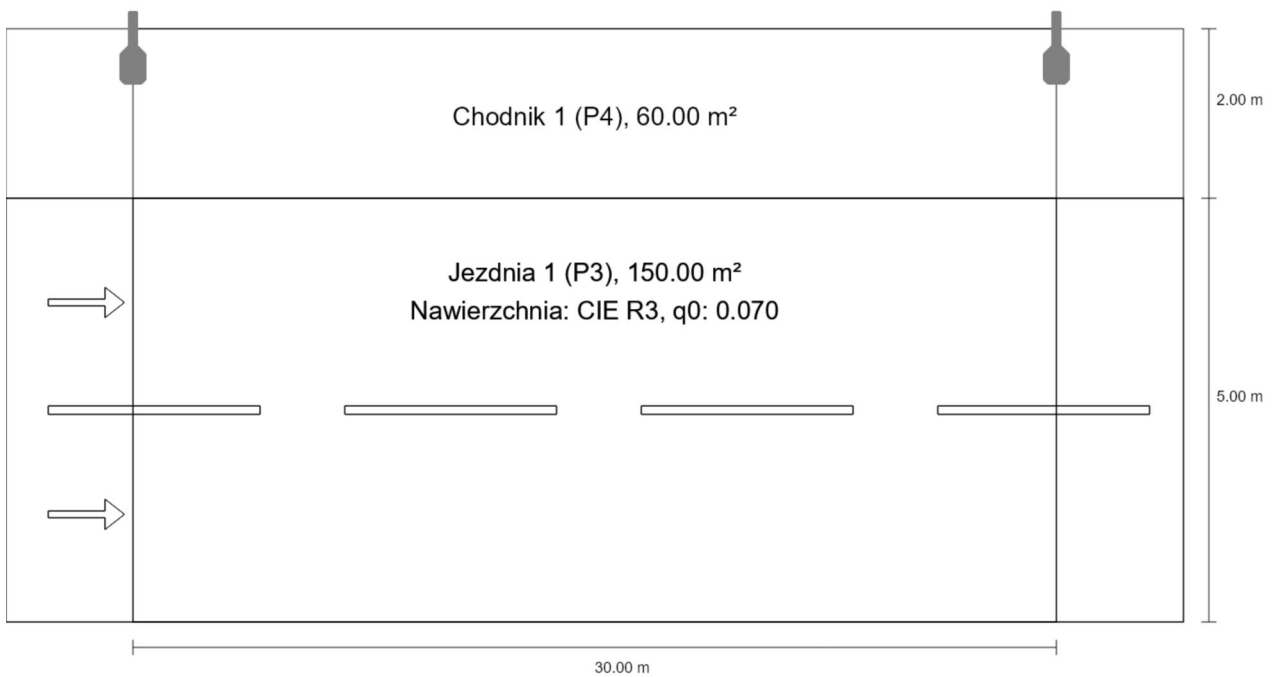 Chodnik 1 (P4), 60.00 m²
2.00 m
Jezdnia 1 (P3), 150.00 m²
Nawierzchnia: CIE R3, q0: 0.070
5.00 m
30.00 m